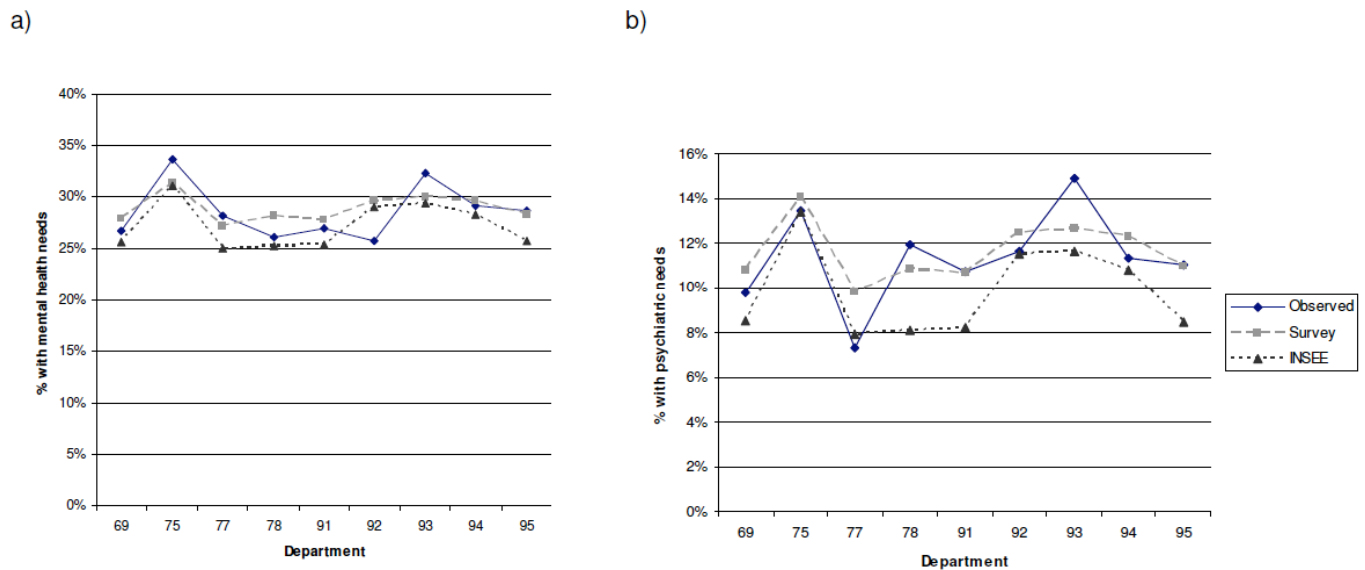 a)
40%
35%
30%
25%
20%
15%
10%
5%
0%
% with mental health needs
69 75 77 78 91 92 93 94 95
Department
b)
16%
14%
12%
10%
8%
6%
4%
2%
0%
% with psychiatric needs
69 75 77 78 91 92 93 94 95
Department
Observed
Survey
INSEE